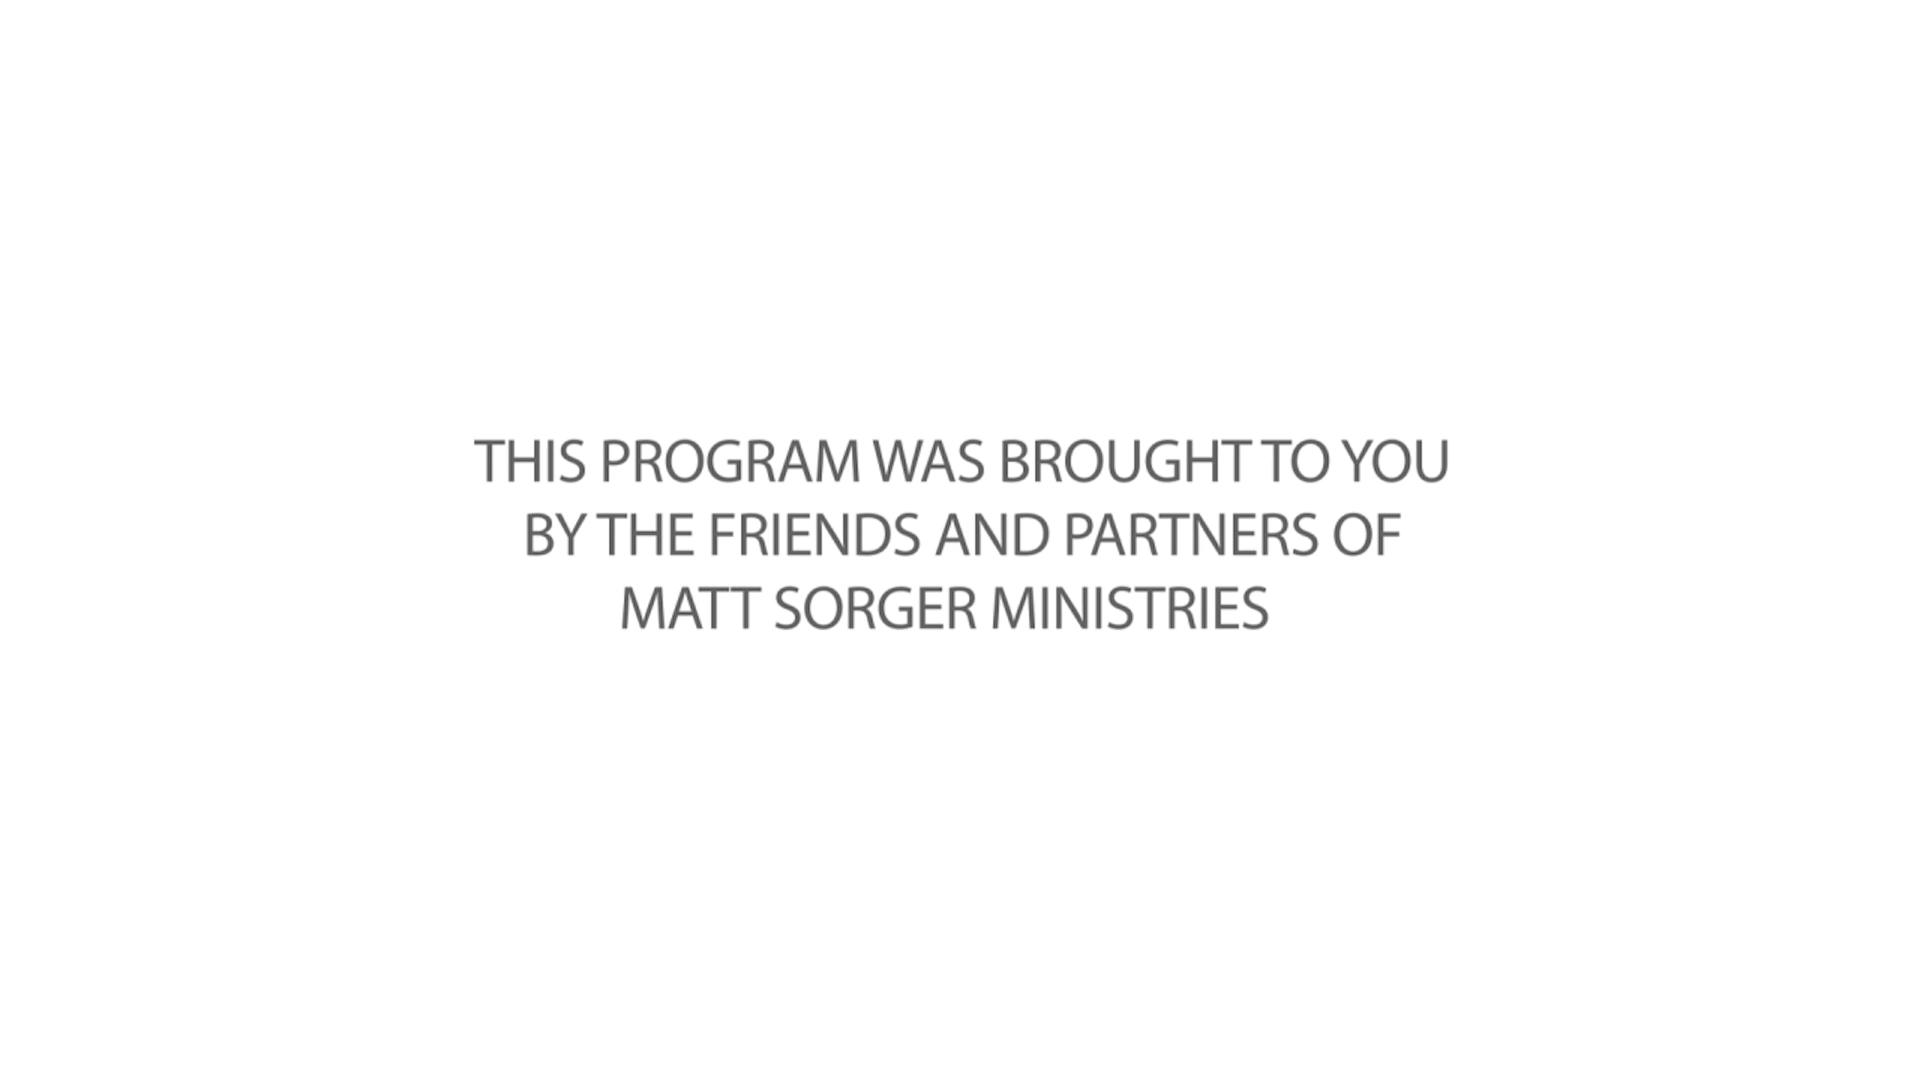 THIS PROGRAM WAS BROUGHT TO YOU
BY THE FRIENDS AND PARTNERS OF
MATT SORGER MINISTRIES